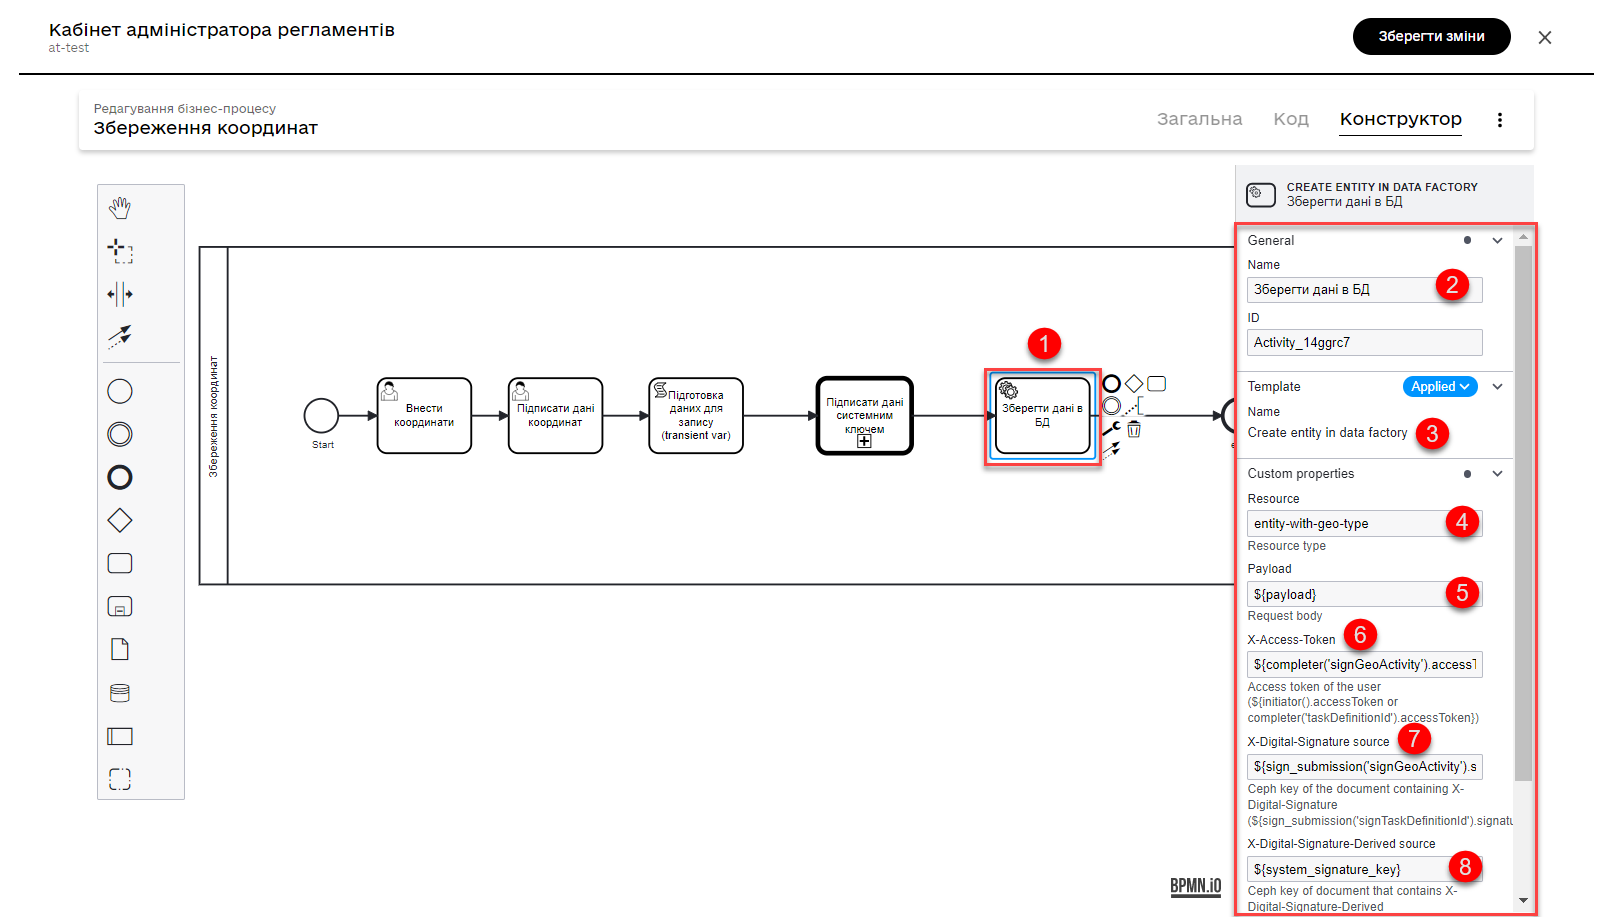 Кабінет адміністратора регламентів
at-test
Зберегти зміни
Редагування бізнес-процесу
Збереження координат
Загальна
Код
Конструктор
Збереження координат
Start
Внести
координати
Підписати дані
координат
Підготовка
даних для
запису
(transient var)
Підписати дані
системним
ключем
1
Зберегти дані в
БД
BPMN.iO
CREATE ENTITY IN DATA FACTORY
Зберегти дані в БД
General
Name
Зберегти дані в БД
2
ID
Activity_14ggrc7
Template
Applied
Name
Create entity in data factory
3
Custom properties
Resource
entity-with-geo-type
4
Resource type
Payload
${payload}
5
Request body
X-Access-Token
6
${completer('signGeoActivity').accessT
Access token of the user
(${initiator().accessToken or
completer('taskDefinitionId').accessToken})
X-Digital-Signature source
7
${sign_submission('signGeoActivity').s
Ceph key of the document containing X-
Digital-Signature
(${sign_submission('signTaskDefinitionId').signatu
X-Digital-Signature-Derived source
${system_signature_key}
8
Ceph key of document that contains X-
Digital-Signature-Derived